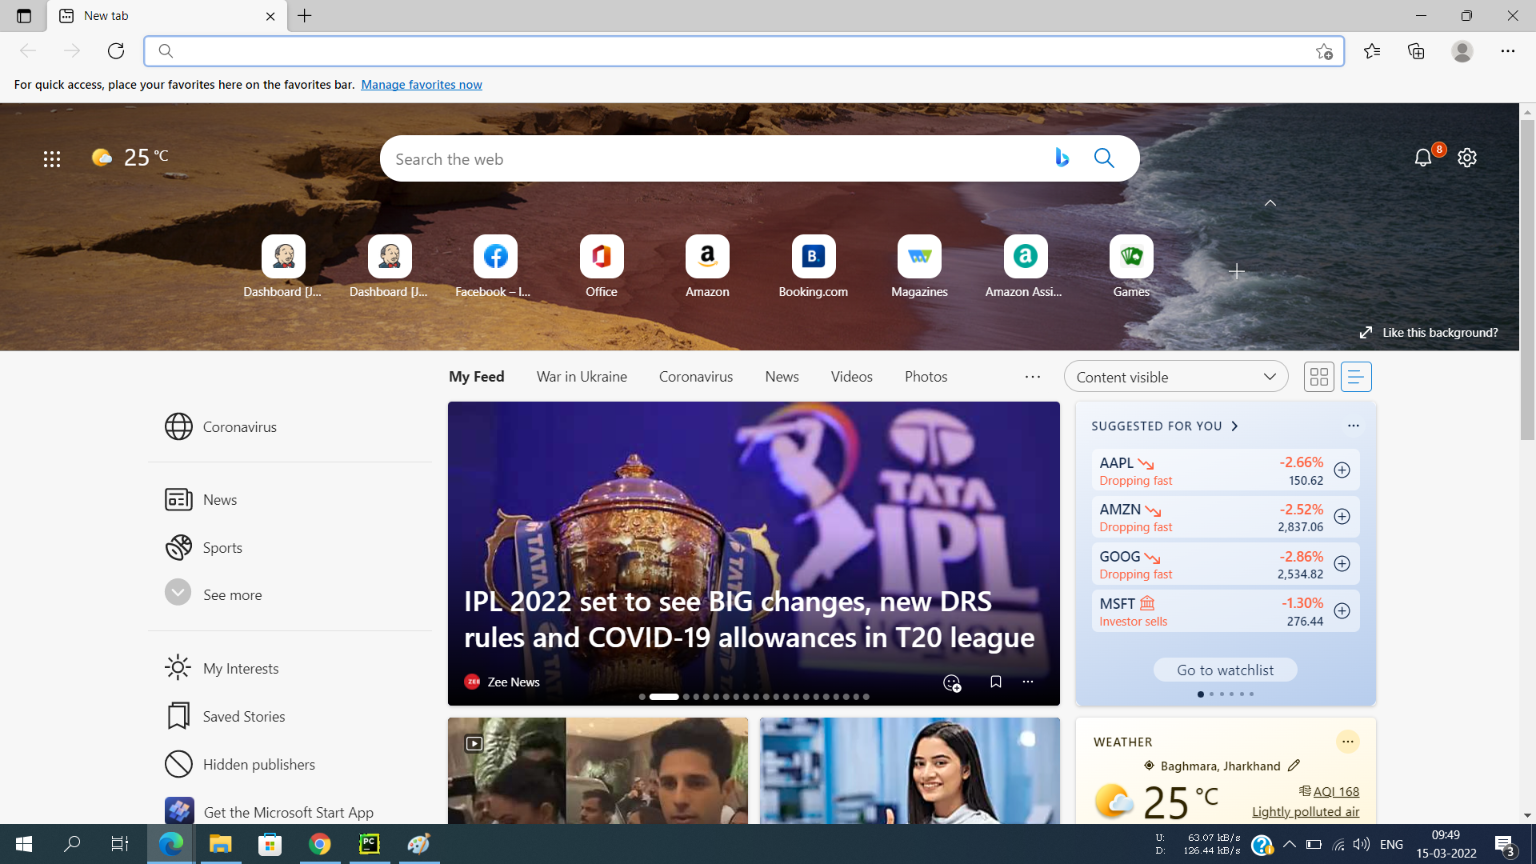 New tab
For quick access, place your favorites here on the favorites bar. Manage favorites now
25 °C
Search the web
8
Dashboard [J...
Dashboard [J...
Facebook – l...
Office
Amazon
Booking.com
Magazines
Amazon Assi...
Games
Like this background?
My Feed
War in Ukraine
Coronavirus
News
Videos
Photos
Content visible
Coronavirus
News
Sports
See more
My Interests
Saved Stories
Hidden publishers
Get the Microsoft Start App
TATA
IPL
TATA
TATA
IPL 2022 set to see BIG changes, new DRS
rules and COVID-19 allowances in T20 league
Zee News
SUGGESTED FOR YOU
AAPL -2.66%
Dropping fast 150.62
AMZN -2.52%
Dropping fast 2,837.06
GOOG -2.86%
Dropping fast 2,534.82
MSFT -1.30%
Investor sells 276.44
Go to watchlist
WEATHER
Baghmara, Jharkhand
25 °C
AQI 168
Lightly polluted air
PC
U: 63.07 kB/s
D: 126.44 kB/s
ENG
09:49
15-03-2022
3